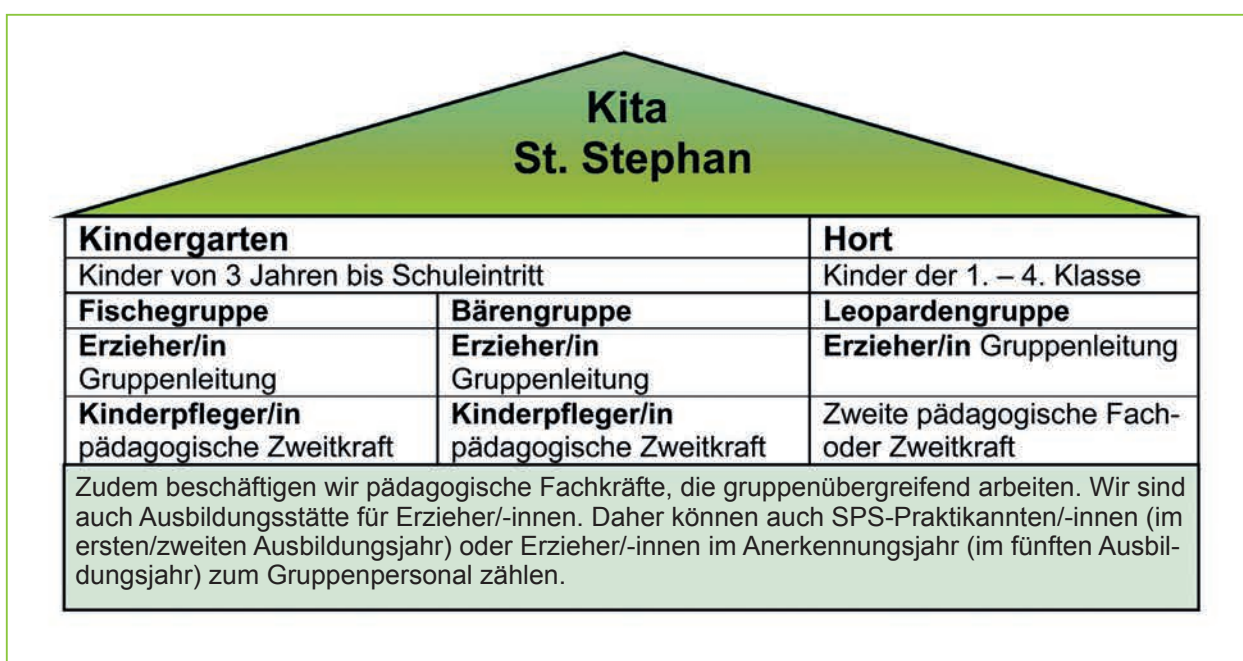 Kita
St. Stephan
Kindergarten
Hort
Kinder von 3 Jahren bis Schuleintritt
Kinder der 1. – 4. Klasse
Fischegruppe
Bärengruppe
Leopardengruppe
Erzieher/in
Gruppenleitung
Erzieher/in
Gruppenleitung
Erzieher/in Gruppenleitung
Kinderpfleger/in
pädagogische Zweitkraft
Kinderpfleger/in
pädagogische Zweitkraft
Zweite pädagogische Fach-
oder Zweitkraft
Zudem beschäftigen wir pädagogische Fachkräfte, die gruppenübergreifend arbeiten. Wir sind
auch Ausbildungsstätte für Erzieher/-innen. Daher können auch SPS-Praktikannten/-innen (im
ersten/zweiten Ausbildungsjahr) oder Erzieher/-innen im Anerkennungsjahr (im fünften Ausbil-
dungsjahr) zum Gruppenpersonal zählen.